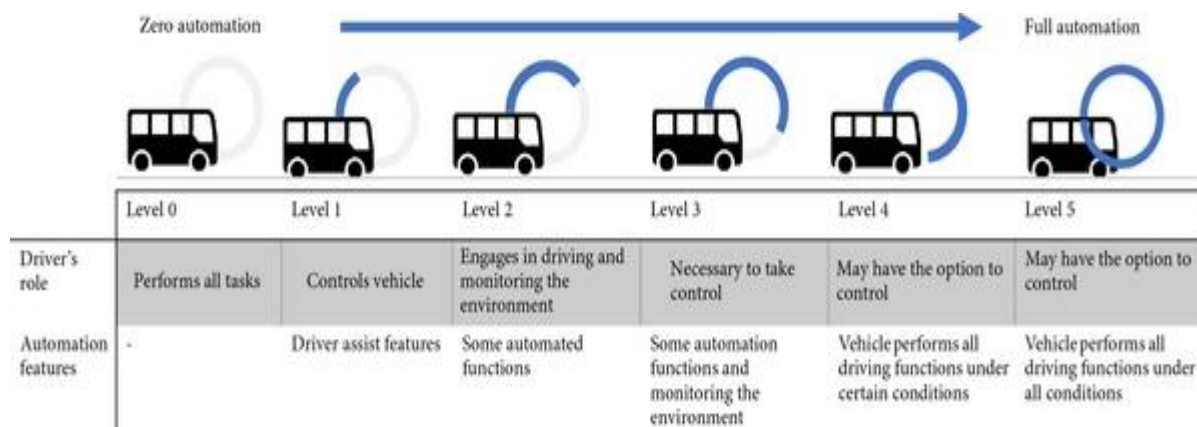 Zero automation
Full automation
Level 0
Level 1
Level 2
Level 3
Level 4
Level 5
Driver's
role
Performs all tasks
Controls vehicle
Engages in driving and
monitoring the
environment
Necessary to take
control
May have the option to
control
May have the option to
control
Automation
features
-
Driver assist features
Some automated
functions
Some automation
functions and
monitoring the
environment
Vehicle performs all
driving functions under
certain conditions
Vehicle performs all
driving functions under
all conditions